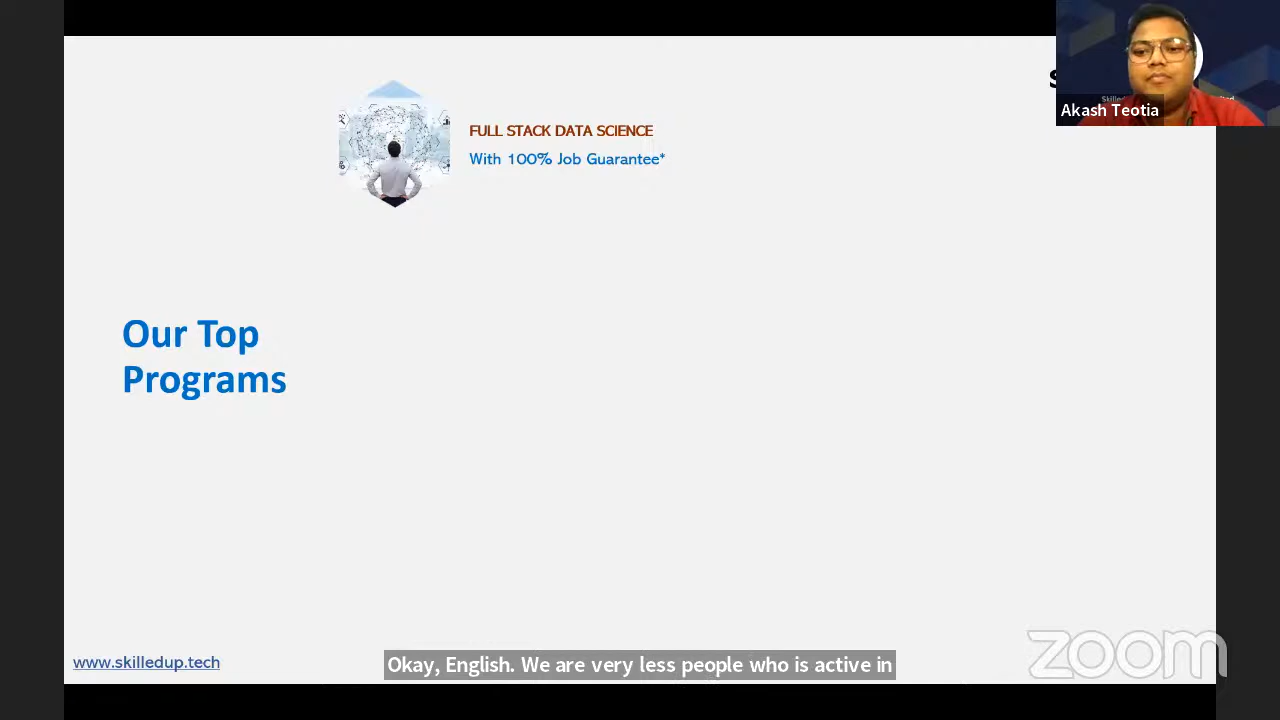 FULL STACK DATA SCIENCE
With 100% Job Guarantee*
Akash Teotia
Our Top
Programs
www.skilledup.tech
Okay, English. We are very less people who is active in
zoom